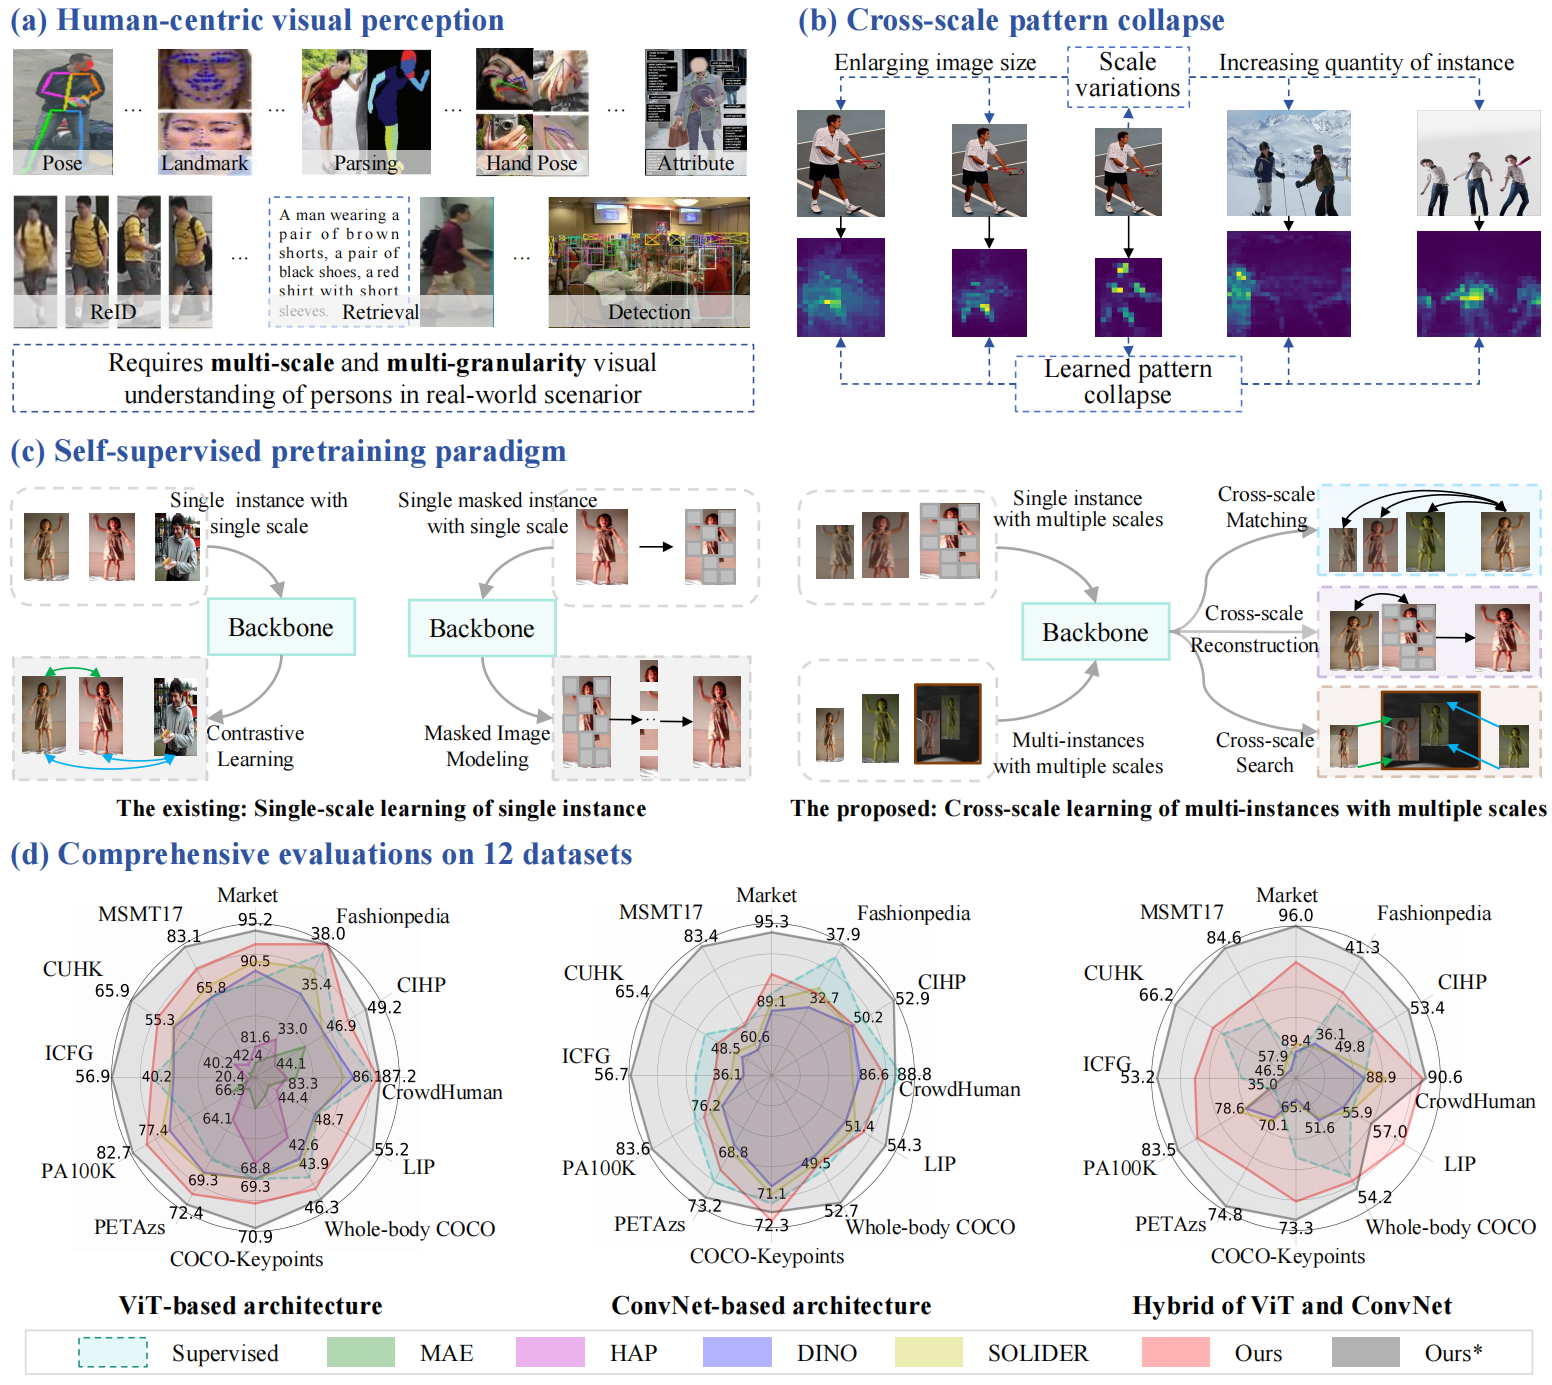 (a) Human-centric visual perception
Pose
...
Landmark
...
Parsing
...
Hand Pose
...
Attribute
ReID
...
A man wearing a
pair of brown
shorts, a pair of
black shoes, a red
shirt with short
sleeves.
Retrieval
...
Detection
Requires multi-scale and multi-granularity visual
understanding of persons in real-world scenarior
(b) Cross-scale pattern collapse
Enlarging image size
Scale
variations
Increasing quantity of instance
Learned pattern
collapse
(c) Self-supervised pretraining paradigm
Single instance with
single scale
Backbone
Contrastive
Learning
Single masked instance
with single scale
Backbone
Masked Image
Modeling
...
The existing: Single-scale learning of single instance
Single instance
with multiple scales
Backbone
Multi-instances
with multiple scales
Cross-scale
Matching
Cross-scale
Reconstruction
Cross-scale
Search
The proposed: Cross-scale learning of multi-instances with multiple scales
(d) Comprehensive evaluations on 12 datasets
Market
95.2
MSMT17
83.1
Fashionpedia
38.0
CUHK
65.9
CIHP
49.2
ICFG
56.9
CrowdHuman
87.2
PA100K
82.7
LIP
55.2
PETAzs
72.4
Whole-body COCO
46.3
COCO-Keypoints
70.9
90.5
65.8
35.4
55.3
46.9
40.2
86.1
77.4
48.7
69.3
43.9
69.3
81.6
33.0
42.4
40.2
44.1
20.4
83.3
66.3
44.4
64.1
42.6
68.8
ViT-based architecture
Market
95.3
MSMT17
83.4
Fashionpedia
37.9
CUHK
65.4
CIHP
52.9
ICFG
56.7
CrowdHuman
88.8
PA100K
83.6
LIP
54.3
PETAzs
73.2
Whole-body COCO
52.7
COCO-Keypoints
72.3
89.1
32.7
60.6
50.2
48.5
36.1
86.6
76.2
51.4
68.8
49.5
71.1
ConvNet-based architecture
Market
96.0
MSMT17
84.6
Fashionpedia
41.3
CUHK
66.2
CIHP
53.4
ICFG
53.2
CrowdHuman
90.6
PA100K
83.5
LIP
57.0
PETAzs
74.8
Whole-body COCO
54.2
COCO-Keypoints
73.3
89.4
36.1
57.9
49.8
46.5
35.0
88.9
78.6
55.9
70.1
51.6
65.4
Hybrid of ViT and ConvNet
Supervised
MAE
HAP
DINO
SOLIDER
Ours
Ours*